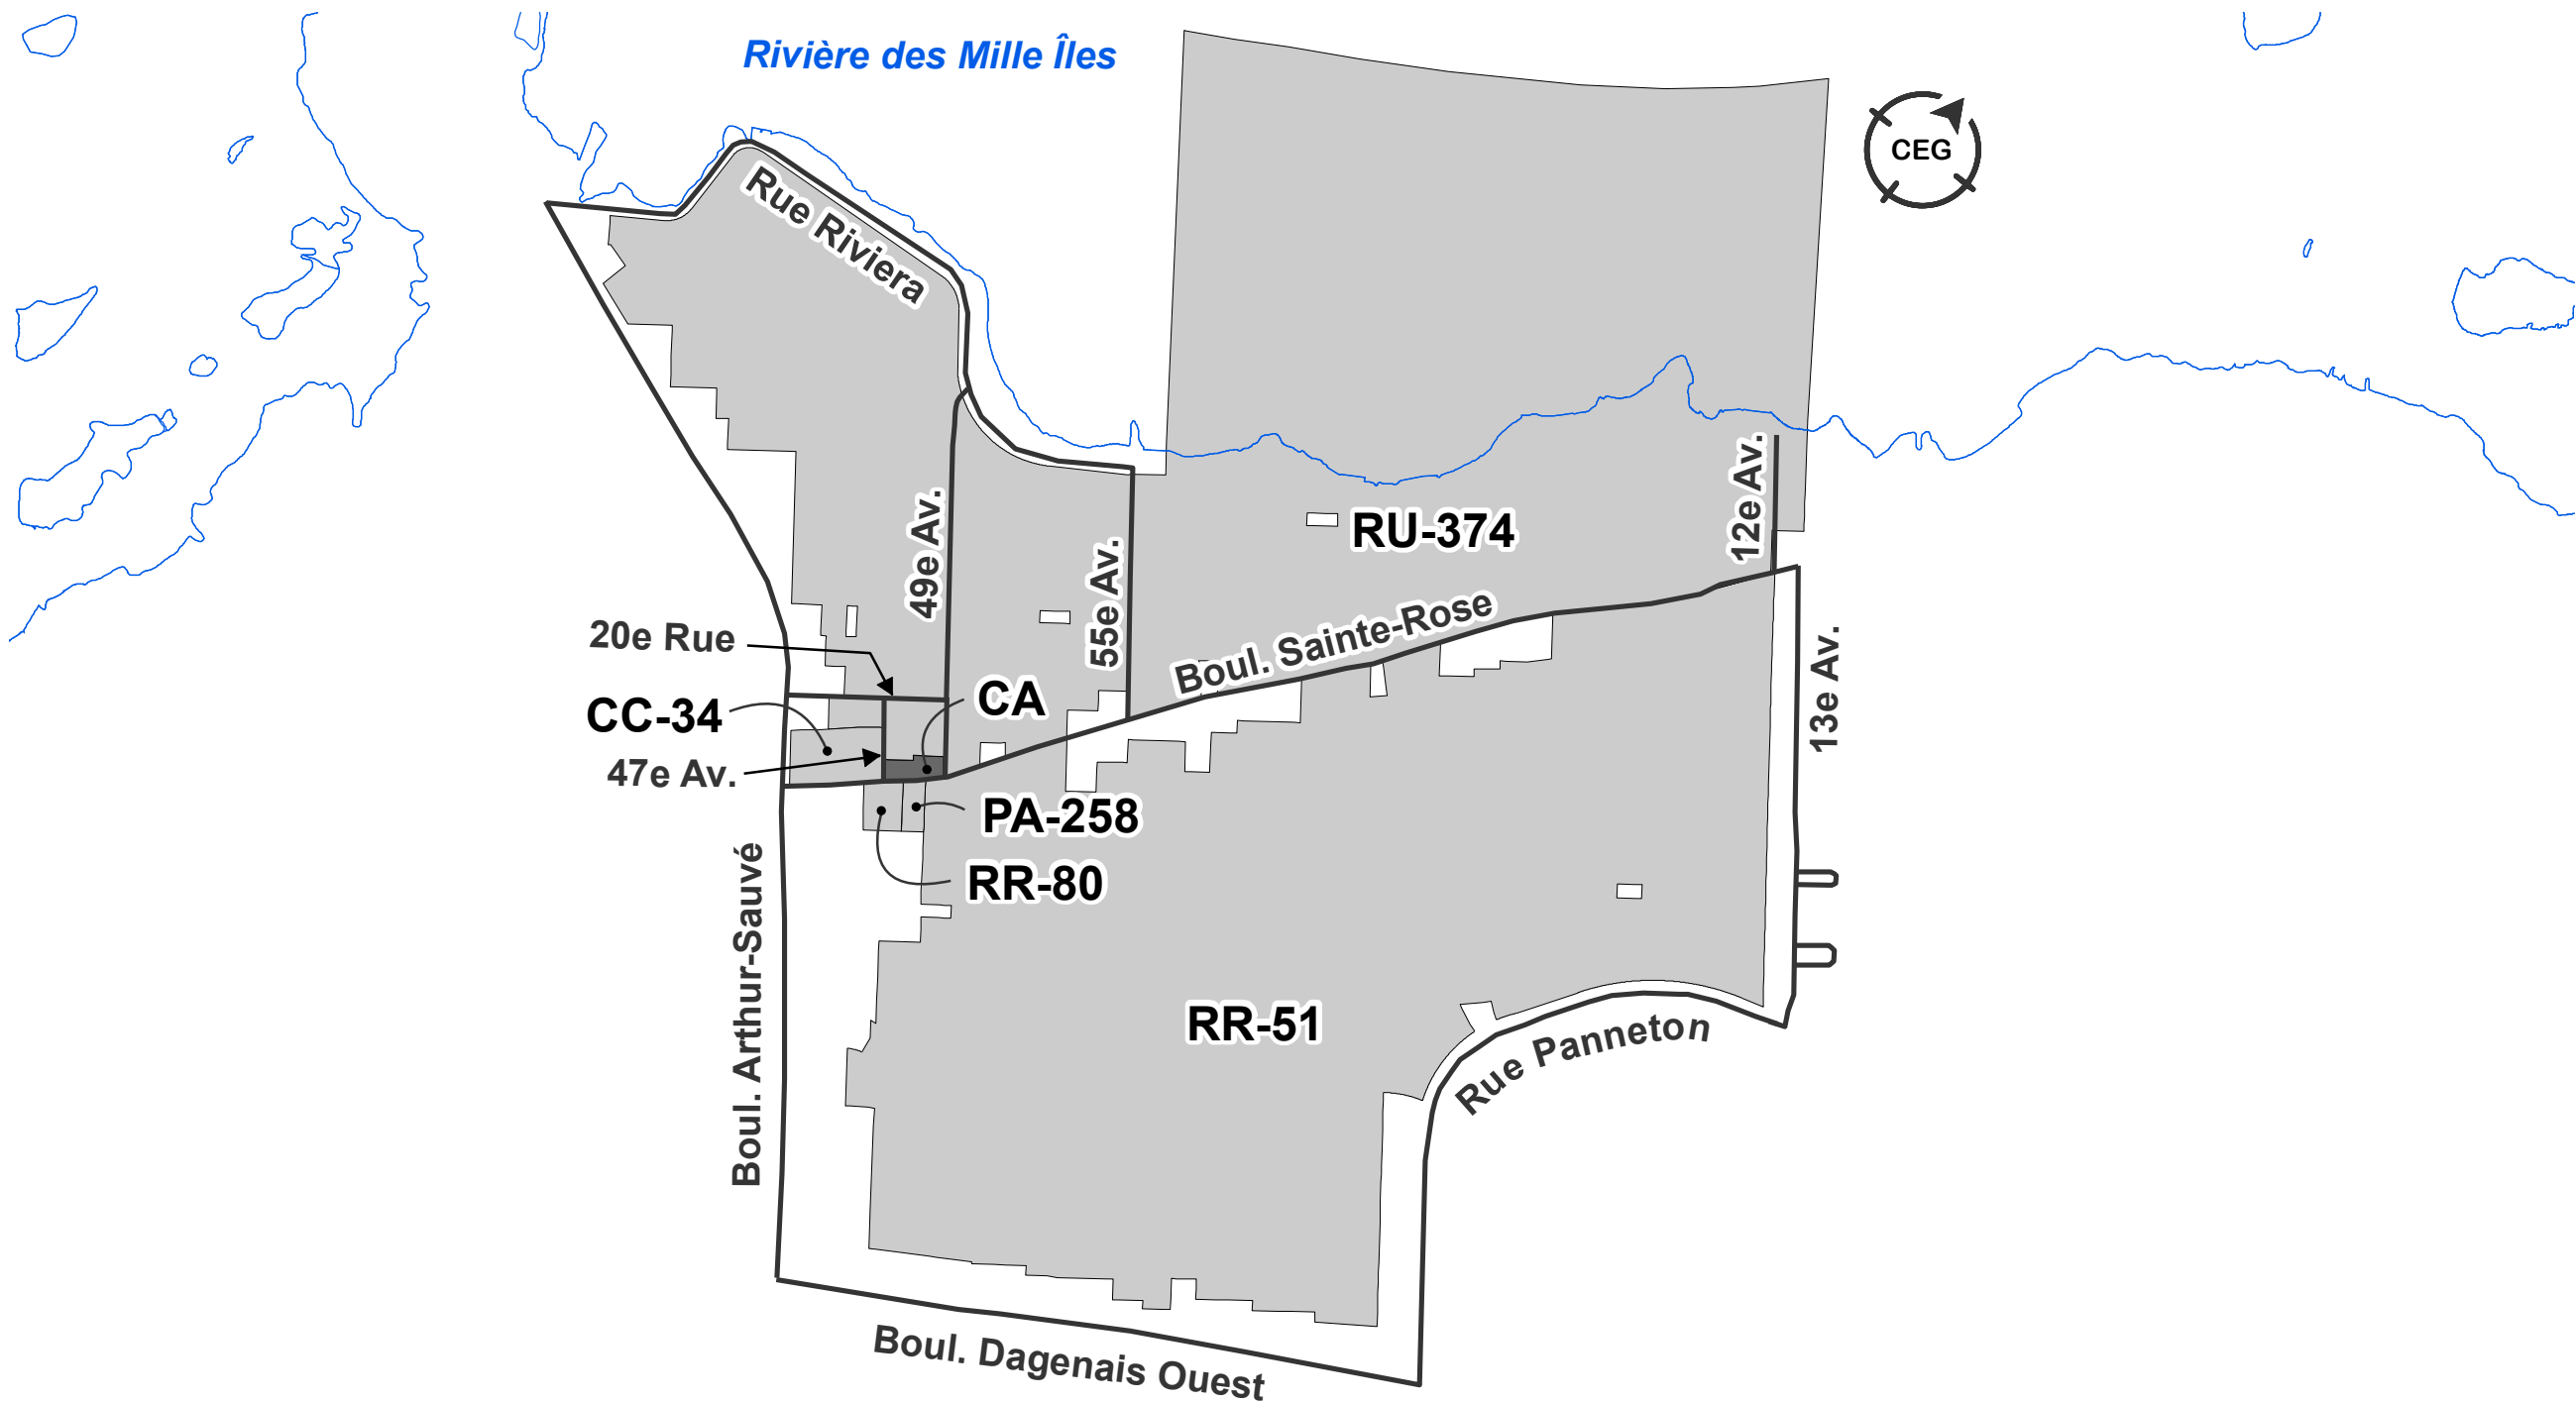 Rivière des Mille Îles
CEG
Rue Riviera
49e Av.
55e Av.
12e Av.
RU-374
Boul. Sainte-Rose
20e Rue
CA
CC-34
13e Av.
47e Av.
PA-258
RR-80
Boul. Arthur-Sauvé
RR-51
Rue Panneton
Boul. Dagenais Ouest